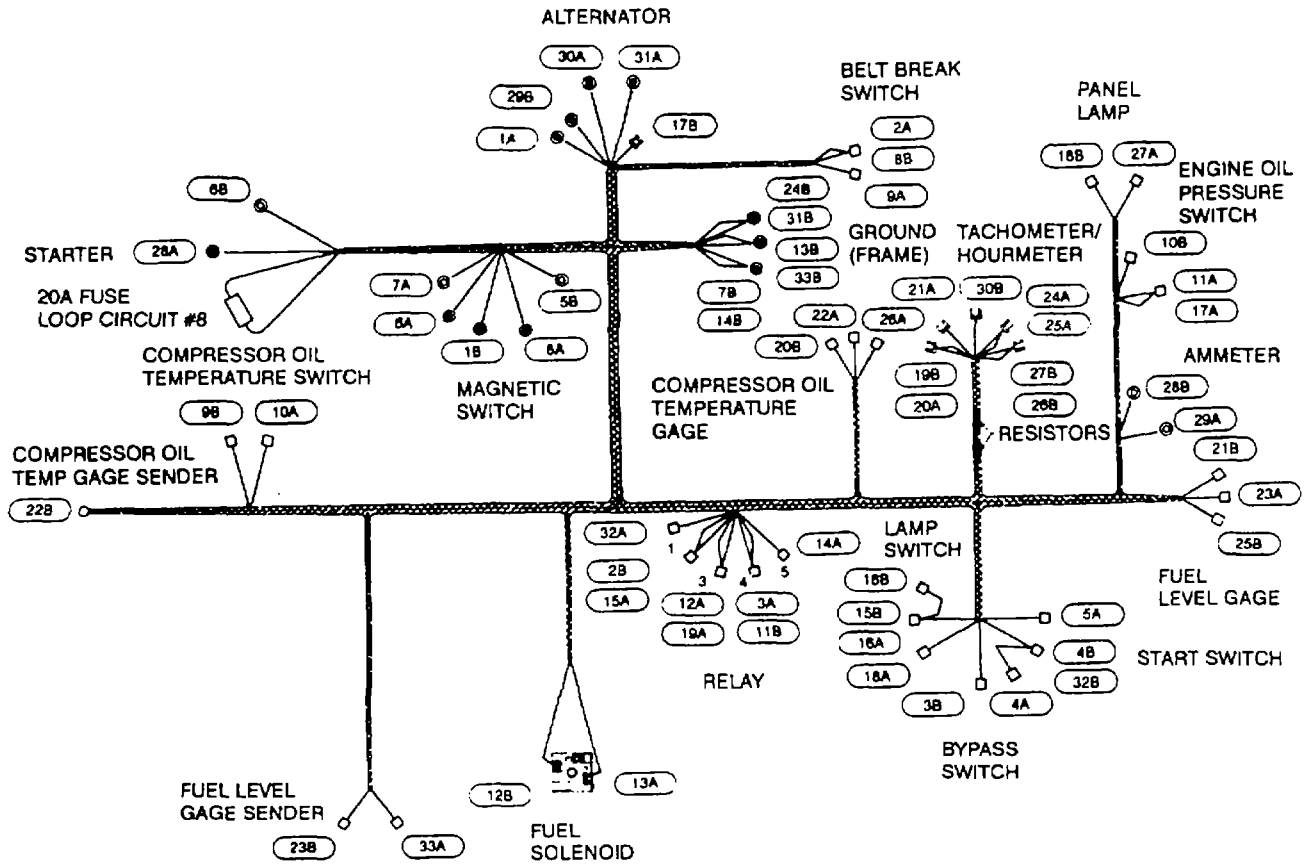 ALTERNATOR
30A
31A
29B
1A
17B
BELT BREAK
SWITCH
2A
8B
9A
PANEL
LAMP
18B
27A
ENGINE OIL
PRESSURE
SWITCH
10B
11A
17A
6B
STARTER
28A
20A FUSE
LOOP CIRCUIT #8
24B
31B
13B
33B
7B
14B
GROUND
(FRAME)
TACHOMETER/
HOURMETER
21A
30B
24A
25A
19B
20A
27B
26B
RESISTORS
7A
6A
1B
8A
5B
MAGNETIC
SWITCH
COMPRESSOR OIL
TEMPERATURE SWITCH
9B
10A
22A
26A
20B
COMPRESSOR OIL
TEMPERATURE
GAGE
AMMETER
28B
29A
21B
23A
25B
FUEL
LEVEL GAGE
COMPRESSOR OIL
TEMP GAGE SENDER
22B
32A
2B
15A
1
3
4
5
14A
12A
19A
3A
11B
RELAY
LAMP
SWITCH
16B
15B
16A
18A
3B
4A
5A
4B
32B
START SWITCH
BYPASS
SWITCH
FUEL LEVEL
GAGE SENDER
23B
33A
12B
13A
FUEL
SOLENOID